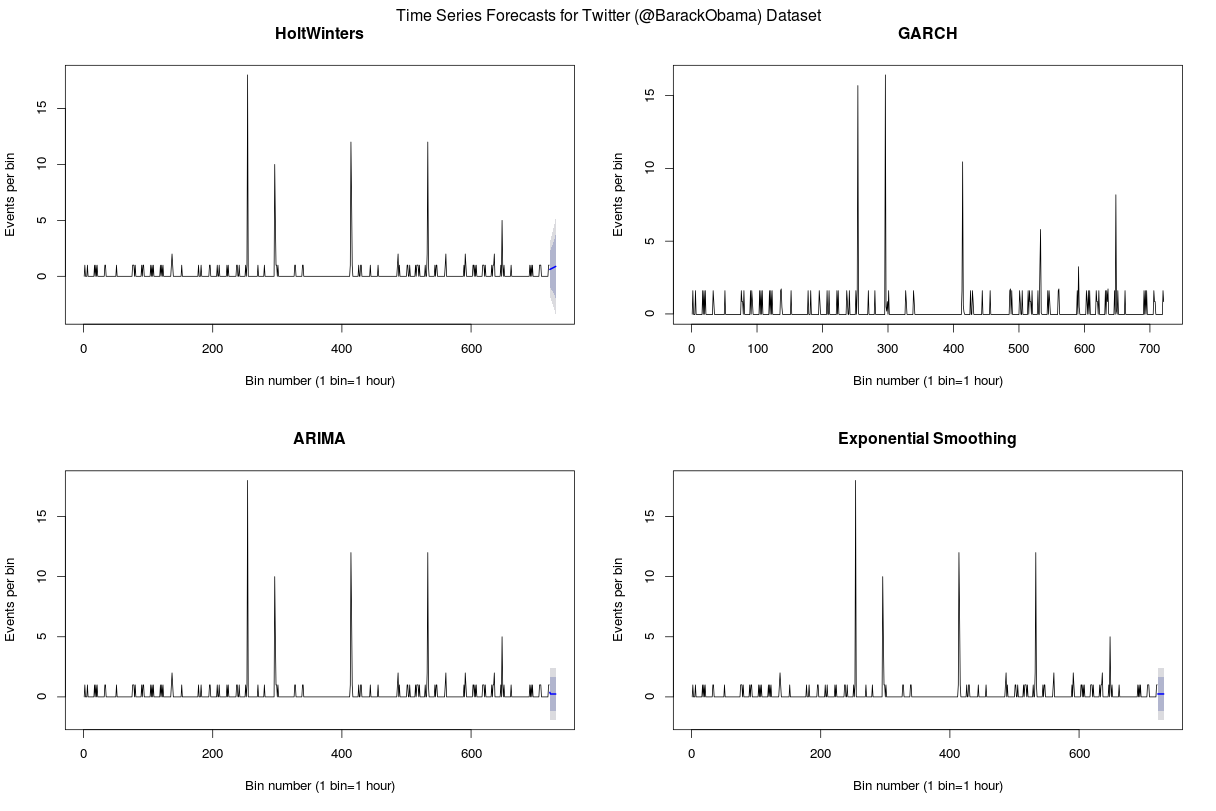 Time Series Forecasts for Twitter (@BarackObama) Dataset
HoltWinters
Events per bin
15
10
5
0
0 200 400 600
Bin number (1 bin=1 hour)
GARCH
Events per bin
15
10
5
0
0 100 200 300 400 500 600 700
Bin number (1 bin=1 hour)
ARIMA
Events per bin
15
10
5
0
0 200 400 600
Bin number (1 bin=1 hour)
Exponential Smoothing
Events per bin
15
10
5
0
0 200 400 600
Bin number (1 bin=1 hour)